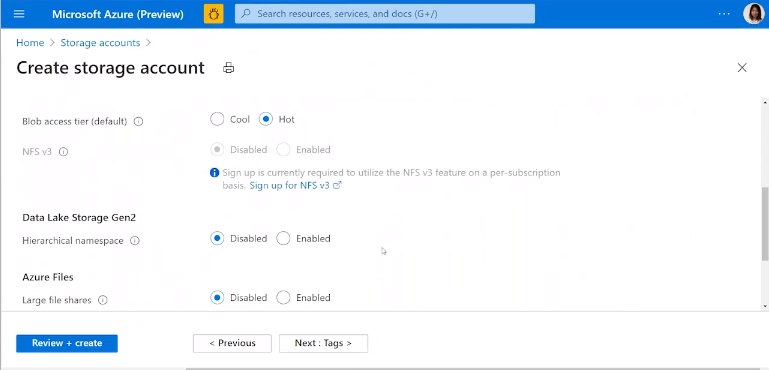 Microsoft Azure (Preview)
Search resources, services, and docs (G+/)
...
Home > Storage accounts >
Create storage account
Blob access tier (default)
Cool
Hot
NFS v3
Disabled
Enabled
Sign up is currently required to utilize the NFS v3 feature on a per-subscription
basis. Sign up for NFS v3
Data Lake Storage Gen2
Hierarchical namespace
Disabled
Enabled
Azure Files
Large file shares
Disabled
Enabled
Review + create
< Previous
Next : Tags >